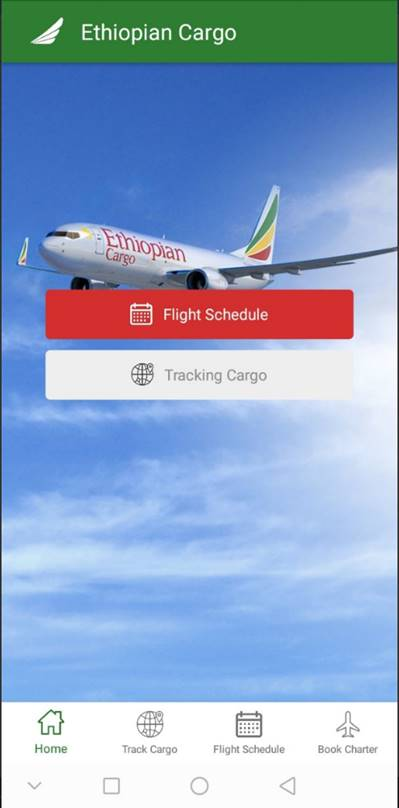 Ethiopian Cargo
Ethiopian
Cargo
Flight Schedule
Tracking Cargo
Home
Track Cargo
Flight Schedule
Book Charter